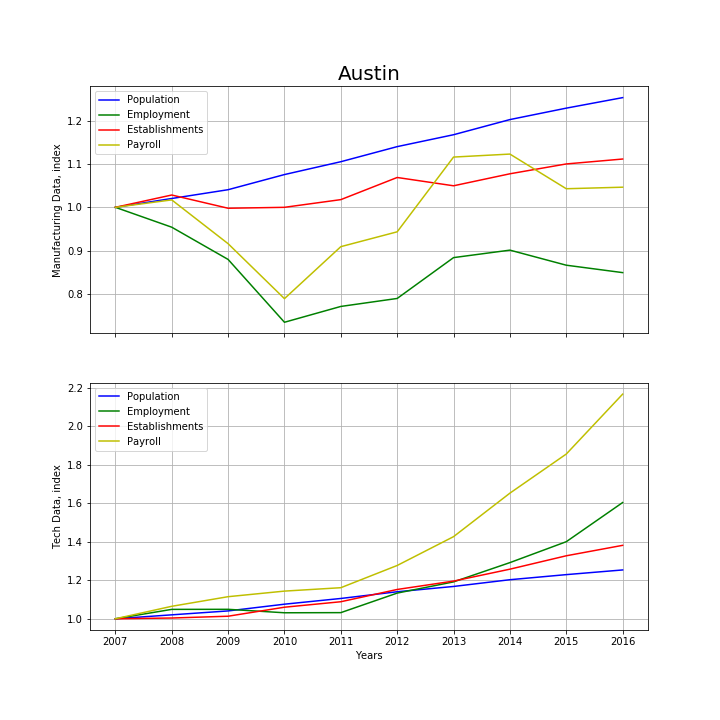 Austin
Manufacturing Data, index
1.2
1.1
1.0
0.9
0.8
Population
Employment
Establishments
Payroll
Tech Data, index
2.2
2.0
1.8
1.6
1.4
1.2
1.0
Population
Employment
Establishments
Payroll
2007 2008 2009 2010 2011 2012 2013 2014 2015 2016
Years